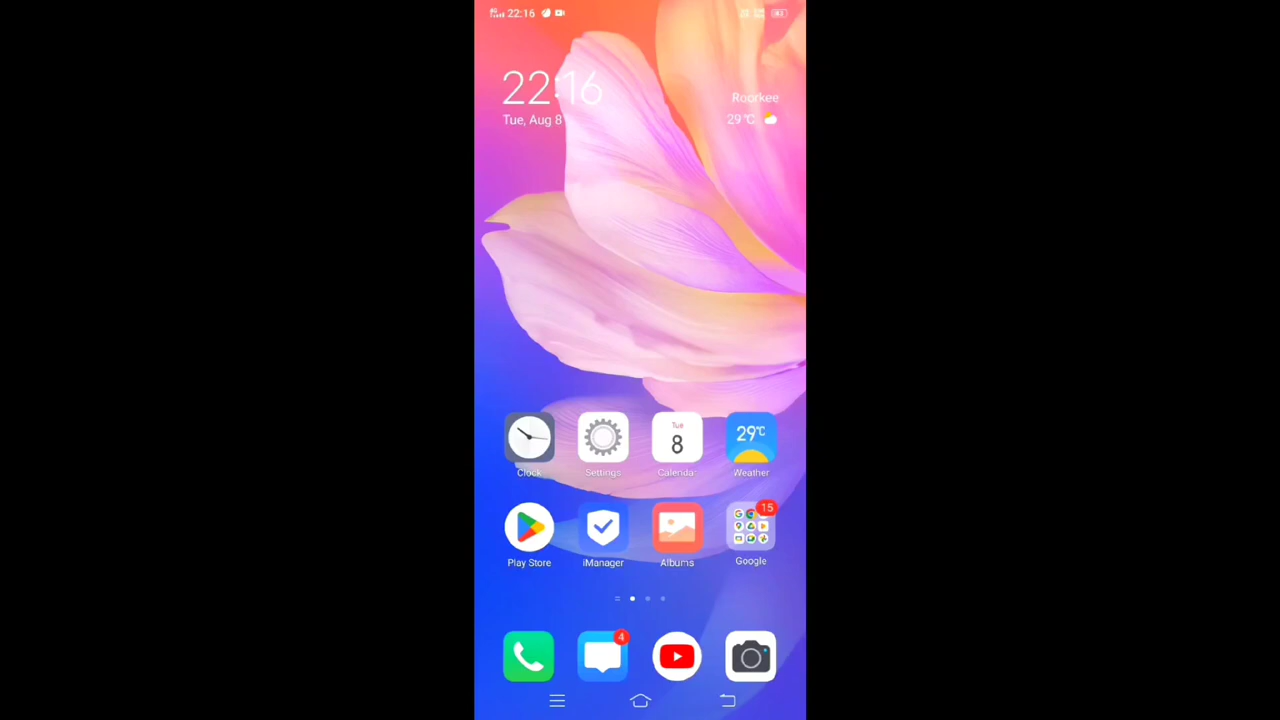 22:16
22:16
Roorkee
Tue, Aug 8
29°C
29°C
Tue
8
Clock
Settings
Calendar
Weather
15
Play Store
iManager
Albums
Google
4